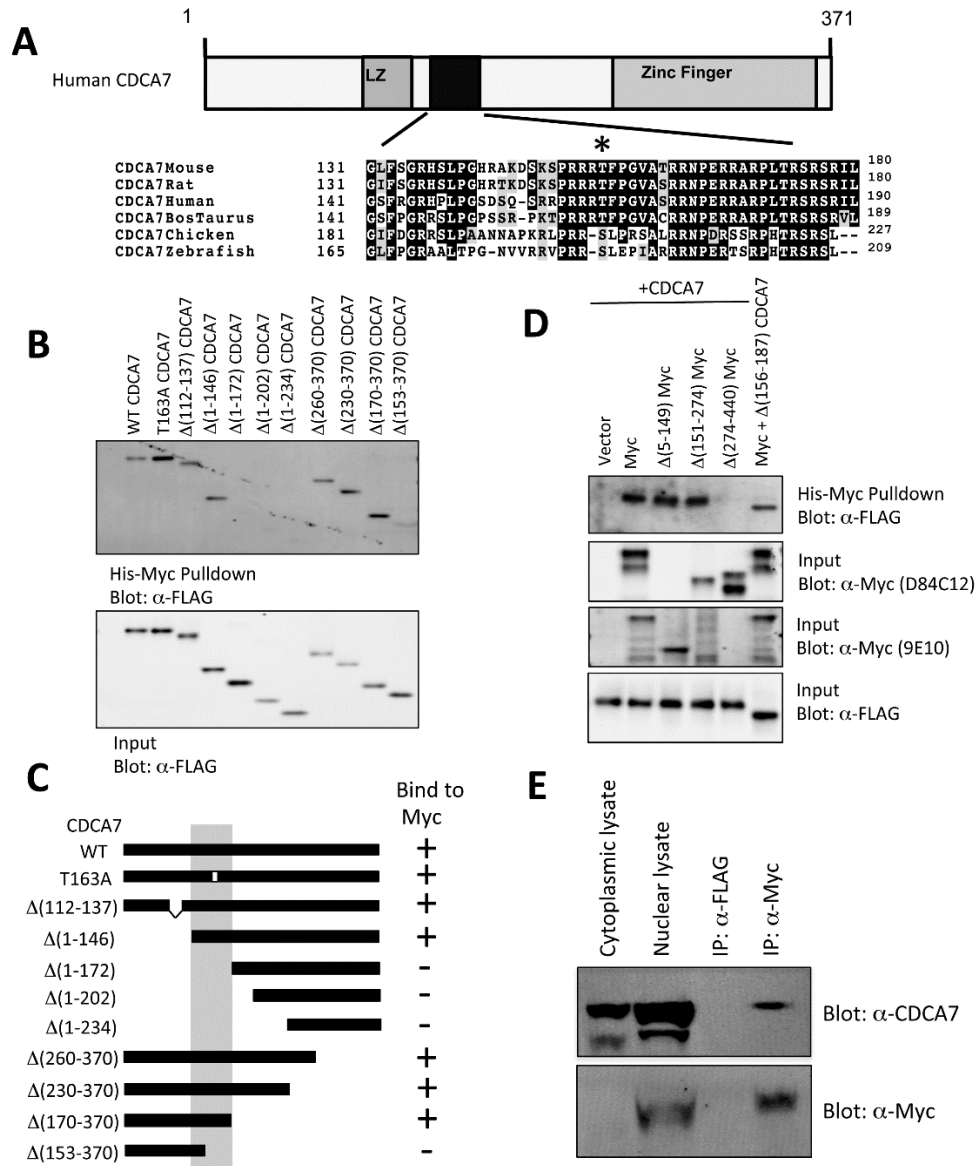 A
1
371
Human CDCA7
LZ
Zinc Finger
*
CDCA7Mouse 131 GLFSGRHSLPGHRAKDSKSPRRRTFPGVATRRNPERRARPLTRSRSRIL 180
CDCA7Rat 131 GIFSGRHSLPGHRTKDSKSPRRRTFPGVASRRNPERRARPLTRSRSRIL 180
CDCA7Human 141 GSFRGRHPLPGSDSQ-SRRPRRRTFPGVASRRNPERRARPLTRSRSRIL 190
CDCA7BosTaurus 141 GSFPGRRSLPGPSSR-PKTPRRRTFPGVACRRNPERRARPLTRSRSRVL 189
CDCA7Chicken 181 GIFDGRRSLPAANNAPKRLPRR-SLPRSALRRNPDRSSRPHTRSRSL-- 227
CDCA7Zebrafish 165 GLFPGRAALTPG-NVVRRVPRR-SLEPIARRRNPERTSRPHTRSRSL-- 209
B
WT CDCA7
T163A CDCA7
Δ(112-137) CDCA7
Δ(1-146) CDCA7
Δ(1-172) CDCA7
Δ(1-202) CDCA7
Δ(1-234) CDCA7
Δ(260-370) CDCA7
Δ(230-370) CDCA7
Δ(170-370) CDCA7
Δ(153-370) CDCA7
His-Myc Pulldown
Blot: α-FLAG
Input
Blot: α-FLAG
C
Bind to
Myc
CDCA7
WT +
T163A +
Δ(112-137) +
Δ(1-146) +
Δ(1-172) -
Δ(1-202) -
Δ(1-234) -
Δ(260-370) +
Δ(230-370) +
Δ(170-370) +
Δ(153-370) -
D
+CDCA7
Vector
Myc
Δ(5-149) Myc
Δ(151-274) Myc
Δ(274-440) Myc
Myc + Δ(156-187) CDCA7
His-Myc Pulldown
Blot: α-FLAG
Input
Blot: α-Myc (D84C12)
Input
Blot: α-Myc (9E10)
Input
Blot: α-FLAG
E
Cytoplasmic lysate
Nuclear lysate
IP: α-FLAG
IP: α-Myc
Blot: α-CDCA7
Blot: α-Myc